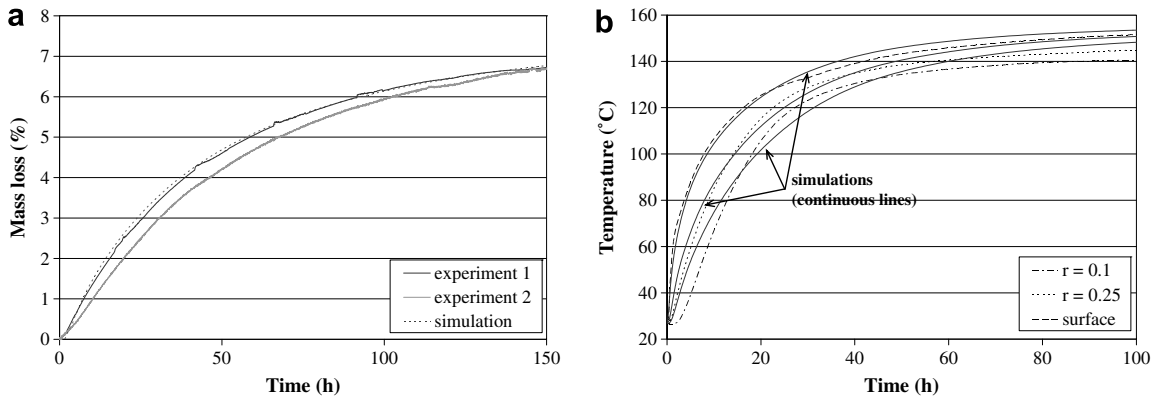 a
8
7
6
5
4
3
2
1
0
Mass loss (%)
0
50
100
150
Time (h)
experiment 1
experiment 2
simulation
b
160
140
120
100
80
60
40
20
Temperature (°C)
0
20
40
60
80
100
Time (h)
simulations
(continuous lines)
r = 0.1
r = 0.25
surface